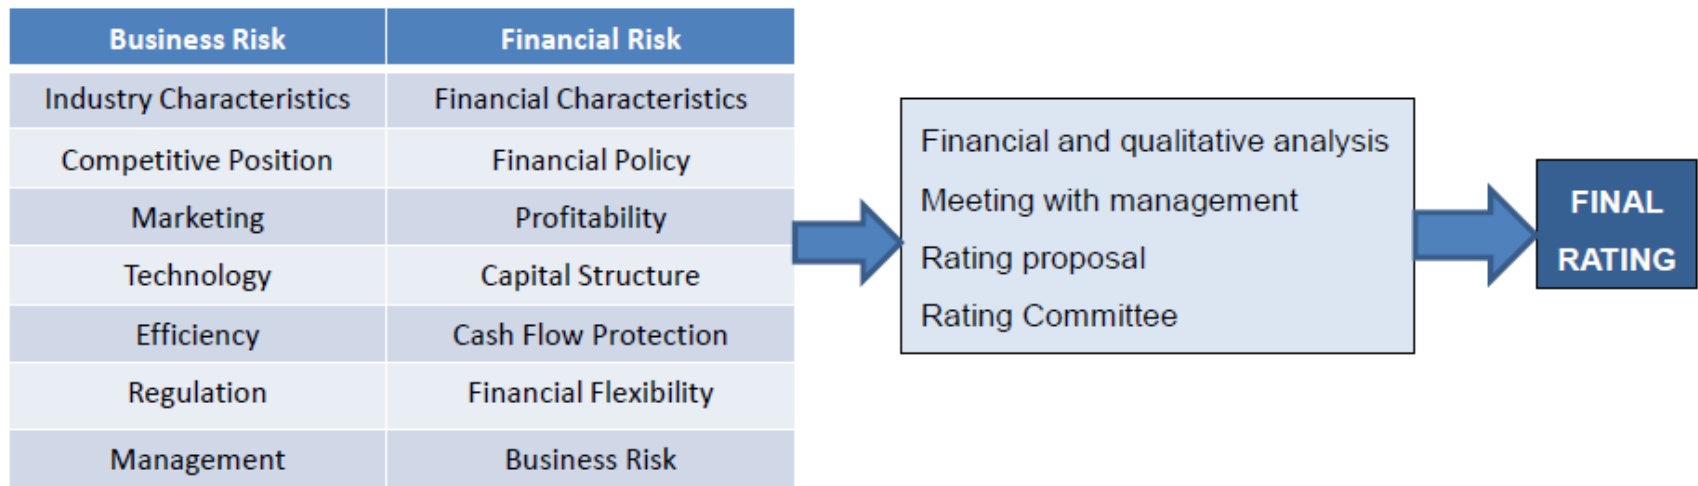 Business Risk Financial Risk
Industry Characteristics Financial Characteristics
Competitive Position Financial Policy
Marketing Profitability
Technology Capital Structure
Efficiency Cash Flow Protection
Regulation Financial Flexibility
Management Business Risk
Financial and qualitative analysis
Meeting with management
Rating proposal
Rating Committee
FINAL
RATING